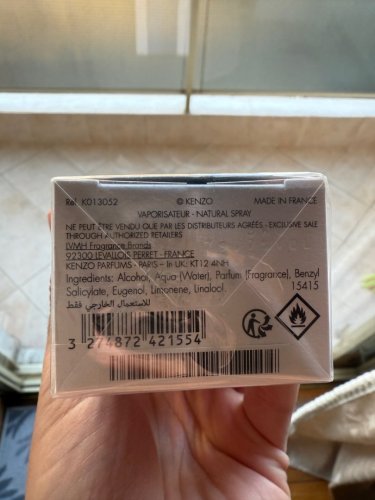 Réf. K013052 © KENZO MADE IN FRANCE
VAPORISATEUR - NATURAL SPRAY
NE PEUT ÊTRE VENDU QUE PAR LES DISTRIBUTEURS AGRÉÉS - EXCLUSIVE SALE
THROUGH AUTHORIZED RETAILERS
LVMH Fragrance Brands
92300 LEVALLOIS PERRET - FRANCE
KENZO PARFUMS - PARIS - In UK: KT12 4NH
Ingredients: Alcohol, Aqua (Water), Parfum (Fragrance), Benzyl
Salicylate, Eugenol, Limonene, Linalool. 15415
للاستعمال الخارجي فقط
3 274872 421554